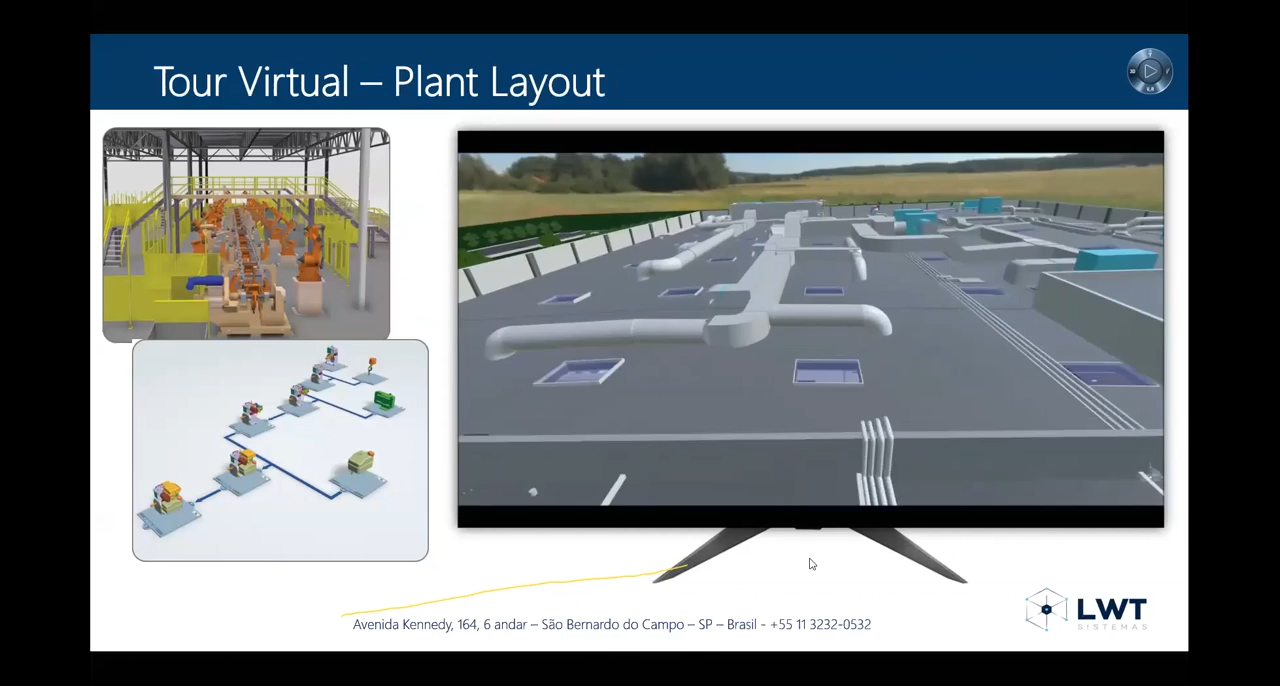 Tour Virtual – Plant Layout
Avenida Kennedy, 164, 6 andar – São Bernardo do Campo – SP – Brasil - +55 11 3232-0532
LWT
SISTEMAS